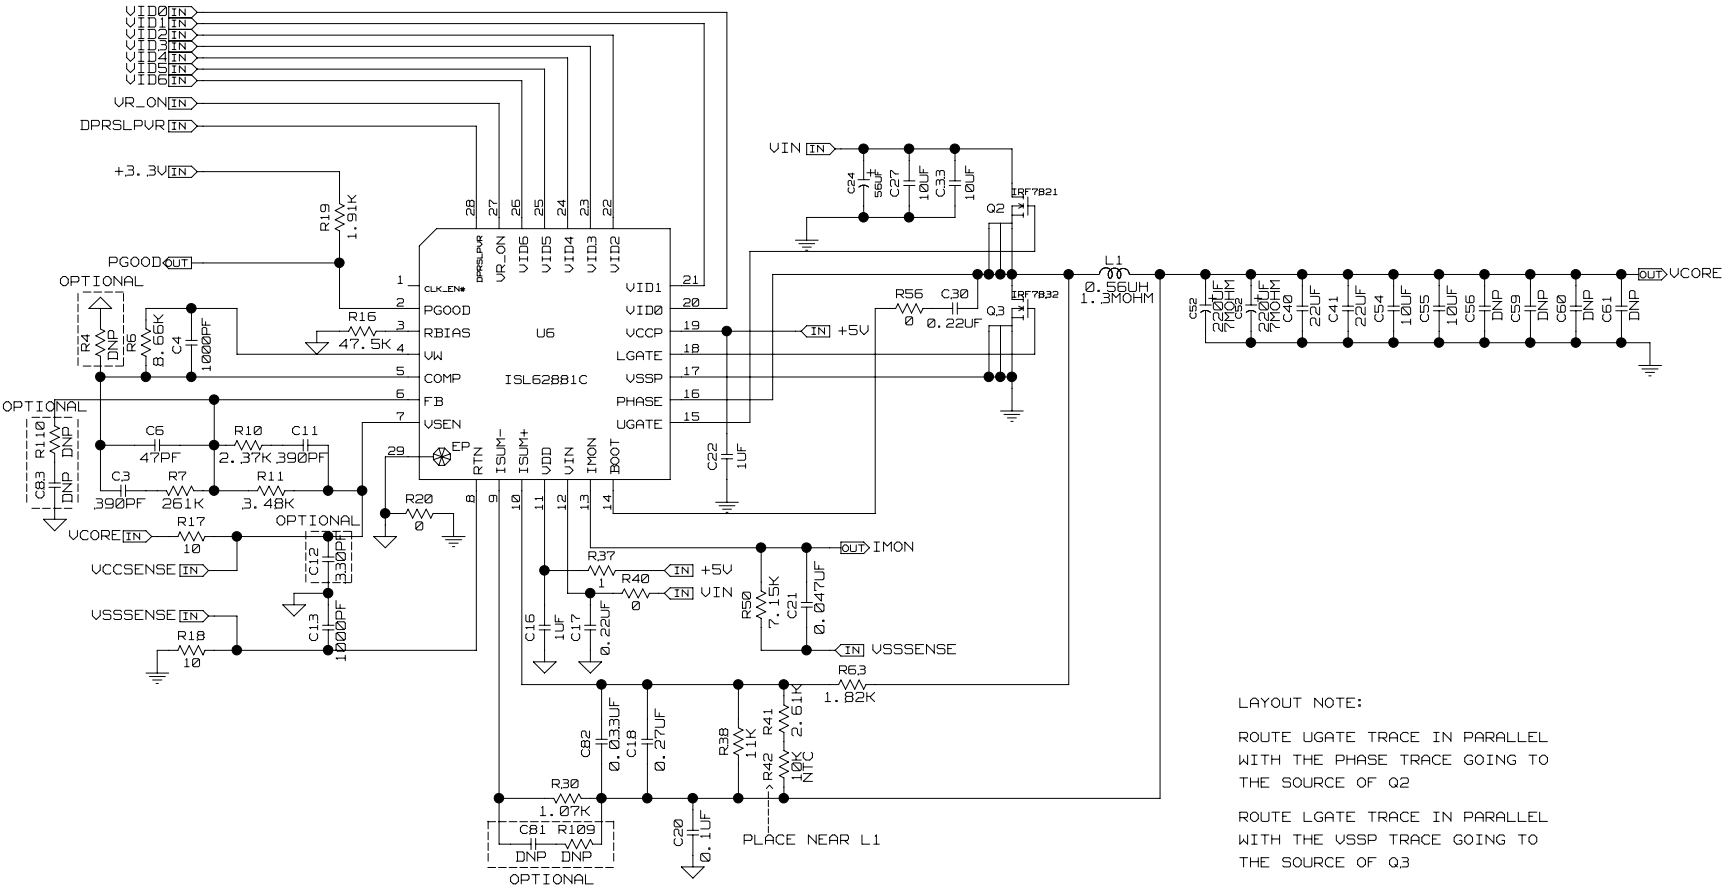 VID0 IN
VID1 IN
VID2 IN
VID3 IN
VID4 IN
VID5 IN
VID6 IN
VR_ON IN
DPRSLPVR IN
+3.3V IN
R19
1.91K
PGOOD OUT
OPTIONAL
R4
DNP
R6
8.66K
C4
1000PF
R16
47.5K
28
27
26
25
24
23
22
DPRSLPVR
VR_ON
VID6
VID5
VID4
VID3
VID2
1
CLK_EN#
2
PGOOD
3
RBIAS
4
VW
5
COMP
6
FB
7
VSEN
29
EP
U6
ISL62881C
VID1
21
VID0
20
VCCP
19
LGATE
18
VSSP
17
PHASE
16
UGATE
15
RTN
ISUM-
ISUM+
VDD
VIN
IMON
BOOT
8
9
10
11
12
13
14
VIN IN
C24
56UF
+
C27
10UF
C33
10UF
IRF7821
Q2
R56
0
C30
0.22UF
IRF7832
Q3
IN +5V
L1
0.56UH
1.3MOHM
OUT VCORE
C52
220UF
7MOHM
+
C52
220UF
7MOHM
+
C40
22UF
C41
22UF
C54
10UF
C55
10UF
C56
DNP
C59
DNP
C60
DNP
C61
DNP
C22
1UF
OPTIONAL
R110
DNP
C83
DNP
C6
47PF
R10
2.37K
C11
390PF
C3
390PF
R7
261K
R11
3.48K
R17
10
VCORE IN
VCCSENSE IN
OPTIONAL
C12
330PF
C13
1000PF
VSSSENSE IN
R18
10
R20
0
OUT IMON
R37
1
IN +5V
R40
0
IN VIN
C16
1UF
C17
0.22UF
R50
7.15K
C21
0.047UF
IN VSSSENSE
R63
1.82K
C82
0.033UF
C18
0.27UF
R38
11K
R41
2.61K
R42
10K
NTC
R30
1.07K
C81
DNP
R109
DNP
OPTIONAL
C20
0.1UF
PLACE NEAR L1
LAYOUT NOTE:
ROUTE UGATE TRACE IN PARALLEL
WITH THE PHASE TRACE GOING TO
THE SOURCE OF Q2
ROUTE LGATE TRACE IN PARALLEL
WITH THE VSSP TRACE GOING TO
THE SOURCE OF Q3